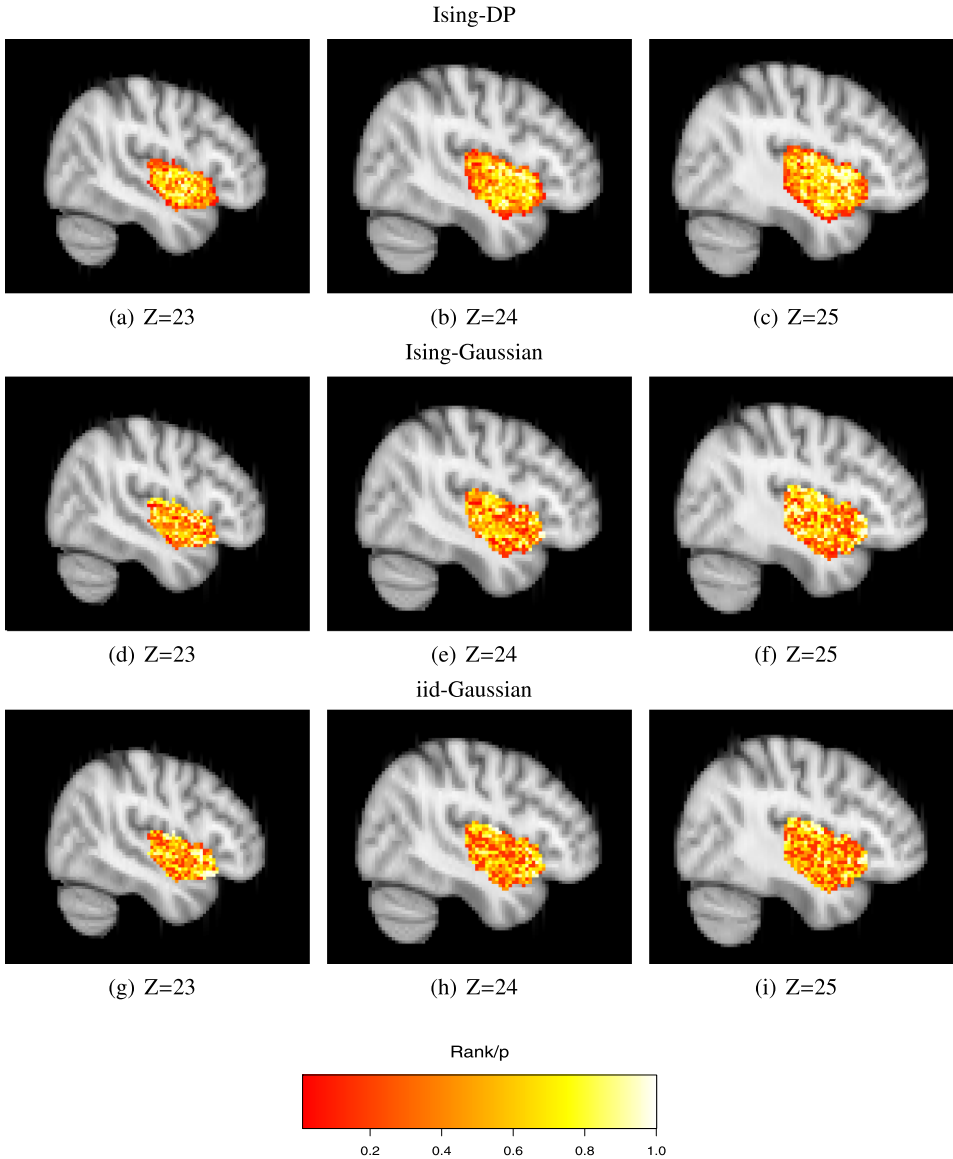 Ising-DP
(a) Z=23
(b) Z=24
(c) Z=25
Ising-Gaussian
(d) Z=23
(e) Z=24
(f) Z=25
iid-Gaussian
(g) Z=23
(h) Z=24
(i) Z=25
Rank/p
0.2 0.4 0.6 0.8 1.0